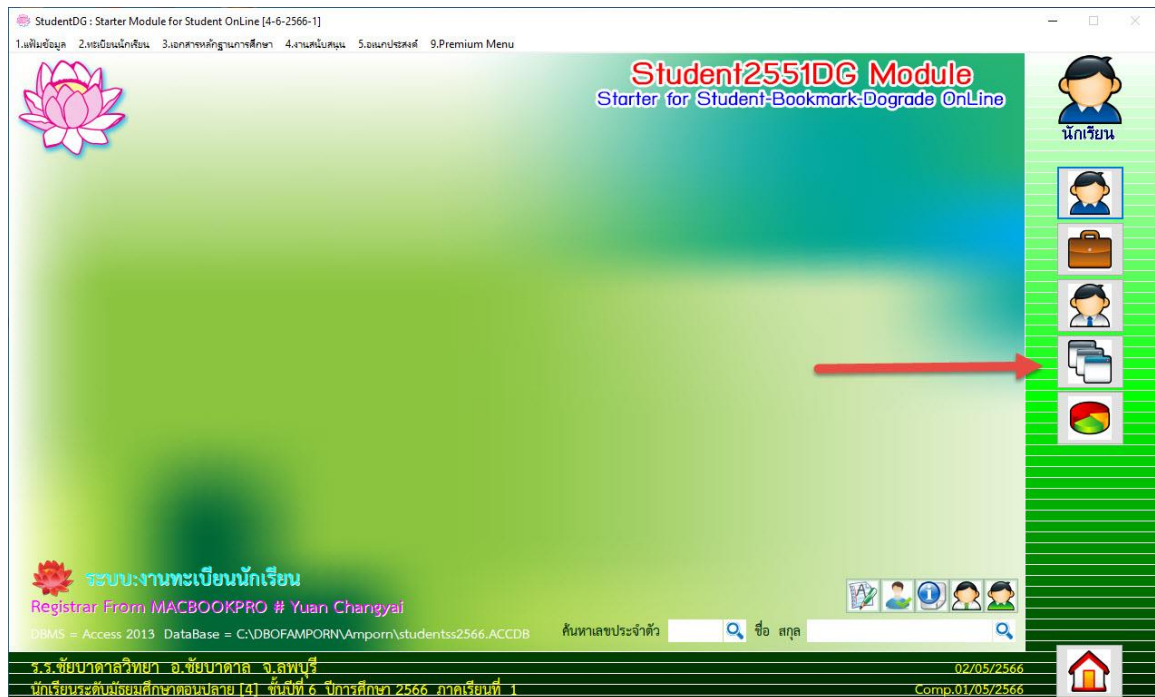 StudentDG : Starter Module for Student OnLine [4-6-2566-1]
1.แฟ้มข้อมูล 2.ทะเบียนนักเรียน 3.เอกสารหลักฐานการศึกษา 4.งานสนับสนุน 5.อเนกประสงค์ 9.Premium Menu
Student2551DG Module
Starter for Student-Bookmark-Dograde OnLine
นักเรียน
ระบบ:งานทะเบียนนักเรียน
Registrar From MACBOOKPRO # Yuan Changyai
DBMS = Access 2013 DataBase = C:\DBOFAMPORN\Amporn\studentss2566.ACCDB
ค้นหาเลขประจำตัว ชื่อ สกุล
ร.ร.ชัยบาดาลวิทยา อ.ชัยบาดาล จ.ลพบุรี 02/05/2566
นักเรียนระดับมัธยมศึกษาตอนปลาย [4] ชั้นปีที่ 6 ปีการศึกษา 2566 ภาคเรียนที่ 1 Comp.01/05/2566